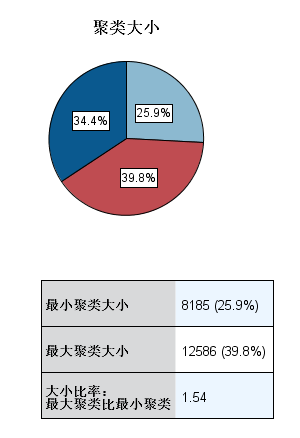 聚类大小
25.9%
34.4%
39.8%
最小聚类大小 8185 (25.9%)
最大聚类大小 12586 (39.8%)
大小比率：
最大聚类比最小聚类 1.54